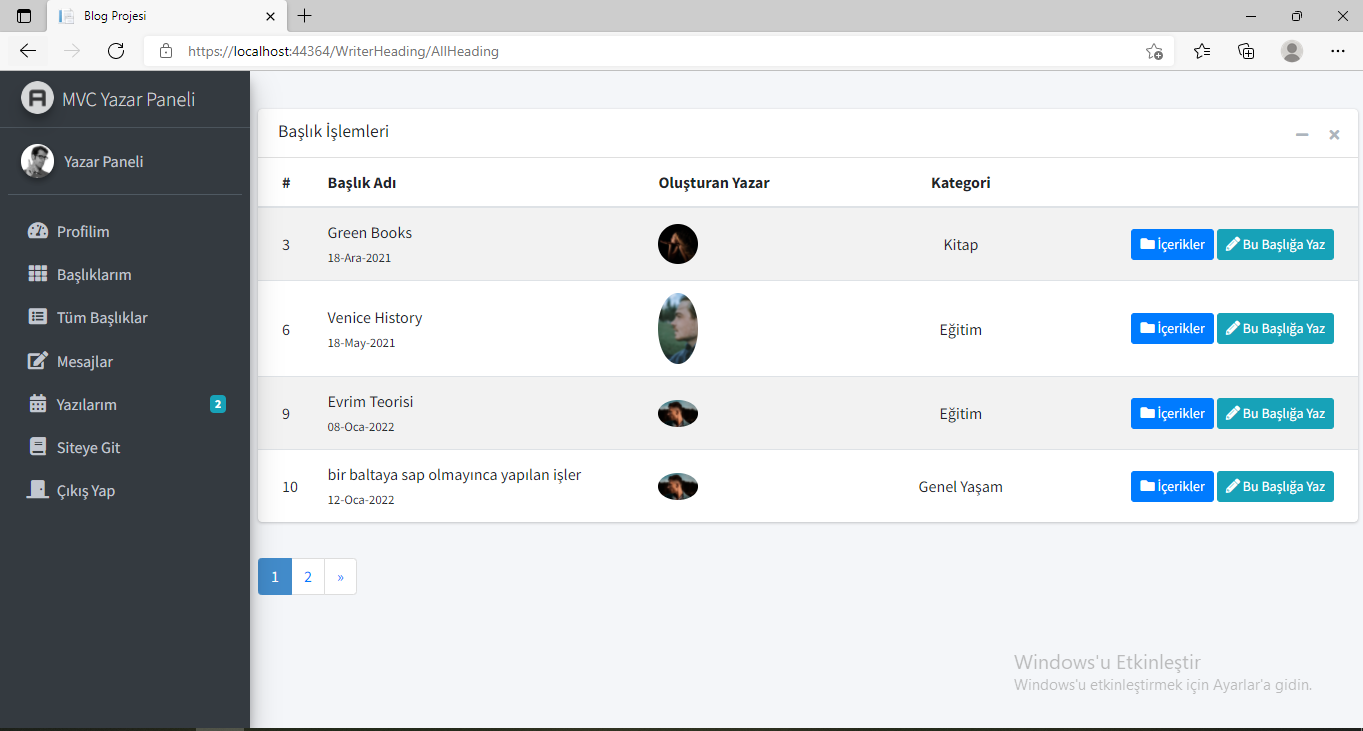 Blog Projesi
https://localhost:44364/WriterHeading/AllHeading
MVC Yazar Paneli
Yazar Paneli
Profilim
Başlıklarım
Tüm Başlıklar
Mesajlar
Yazılarım 2
Siteye Git
Çıkış Yap
Başlık İşlemleri
# Başlık Adı Oluşturan Yazar Kategori
3 Green Books Kitap İçerikler Bu Başlığa Yaz
18-Ara-2021
6 Venice History Eğitim İçerikler Bu Başlığa Yaz
18-May-2021
9 Evrim Teorisi Eğitim İçerikler Bu Başlığa Yaz
08-Oca-2022
10 bir baltaya sap olmayınca yapılan işler Genel Yaşam İçerikler Bu Başlığa Yaz
12-Oca-2022
1 2 »
Windows'u Etkinleştir
Windows'u etkinleştirmek için Ayarlar'a gidin.